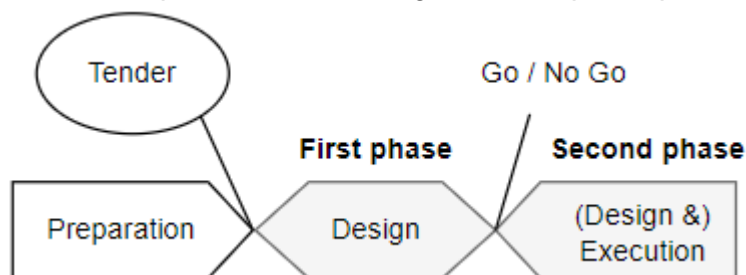 Tender
Go / No Go
First phase
Second phase
Preparation
Design
(Design &)
Execution